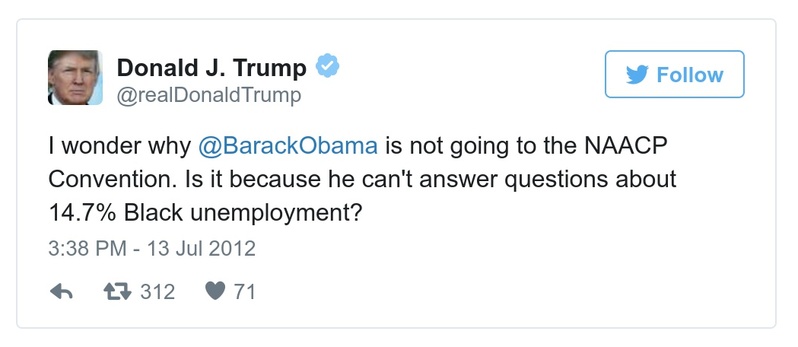 Donald J. Trump
@realDonaldTrump
Follow
I wonder why @BarackObama is not going to the NAACP
Convention. Is it because he can't answer questions about
14.7% Black unemployment?
3:38 PM - 13 Jul 2012
312 71